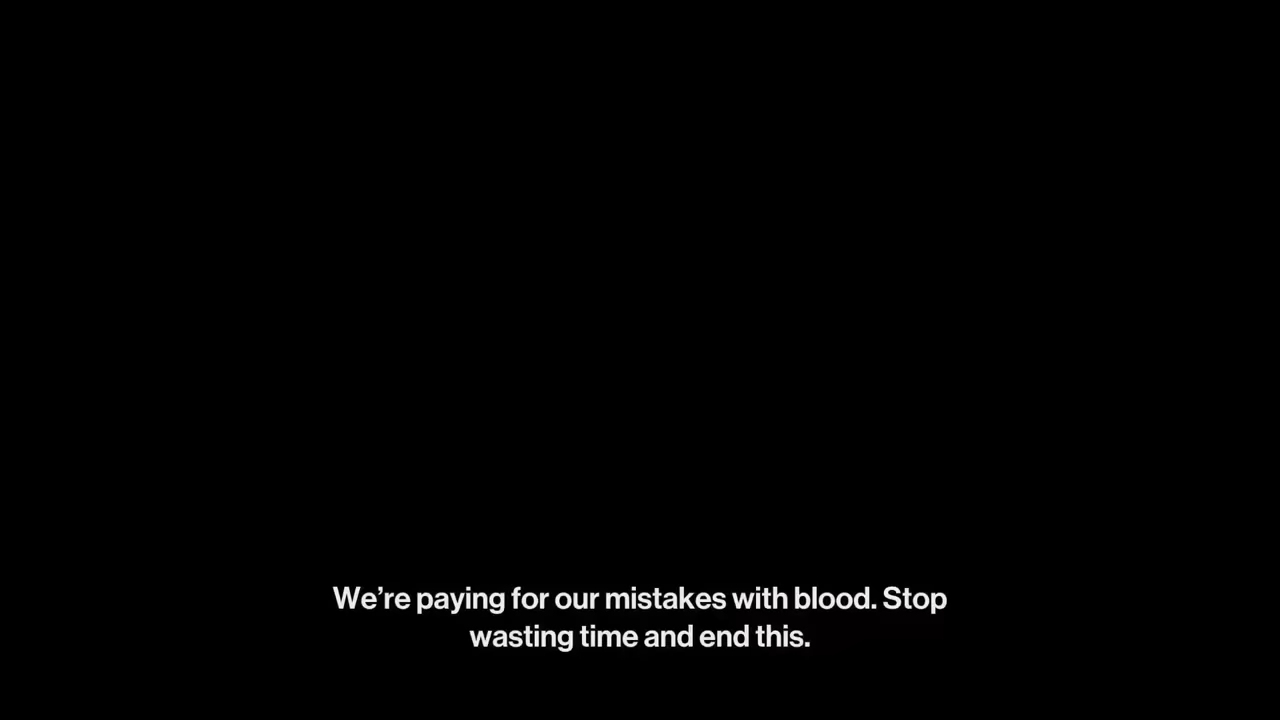 We’re paying for our mistakes with blood. Stop
wasting time and end this.